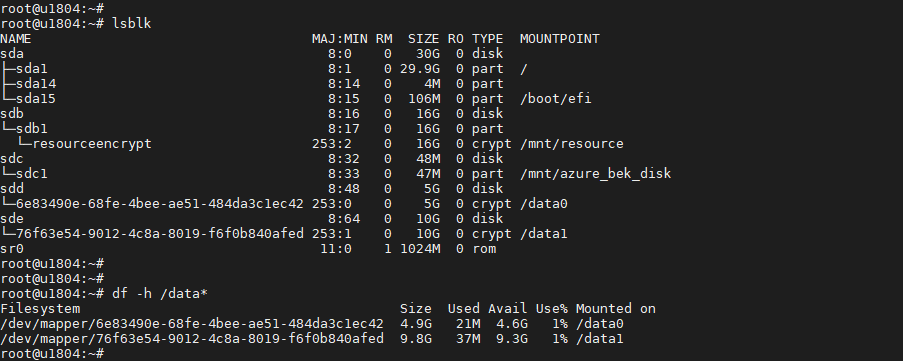 root@u1804:~#
root@u1804:~# lsblk
NAME                                   MAJ:MIN RM  SIZE RO TYPE  MOUNTPOINT
sda                                      8:0    0   30G  0 disk
├─sda1                                   8:1    0 29.9G  0 part  /
├─sda14                                  8:14   0    4M  0 part
└─sda15                                  8:15   0  106M  0 part  /boot/efi
sdb                                      8:16   0   16G  0 disk
└─sdb1                                   8:17   0   16G  0 part
  └─resourceencrypt                    253:2    0   16G  0 crypt /mnt/resource
sdc                                      8:32   0   48M  0 disk
└─sdc1                                   8:33   0   47M  0 part  /mnt/azure_bek_disk
sdd                                      8:48   0    5G  0 disk
└─6e83490e-68fe-4bee-ae51-484da3c1ec42 253:0    0    5G  0 crypt /data0
sde                                      8:64   0   10G  0 disk
└─76f63e54-9012-4c8a-8019-f6f0b840afed 253:1    0   10G  0 crypt /data1
sr0                                     11:0    1 1024M  0 rom
root@u1804:~#
root@u1804:~#
root@u1804:~# df -h /data*
Filesystem                                        Size  Used Avail Use% Mounted on
/dev/mapper/6e83490e-68fe-4bee-ae51-484da3c1ec42  4.9G   21M  4.6G   1% /data0
/dev/mapper/76f63e54-9012-4c8a-8019-f6f0b840afed  9.8G   37M  9.3G   1% /data1
root@u1804:~#